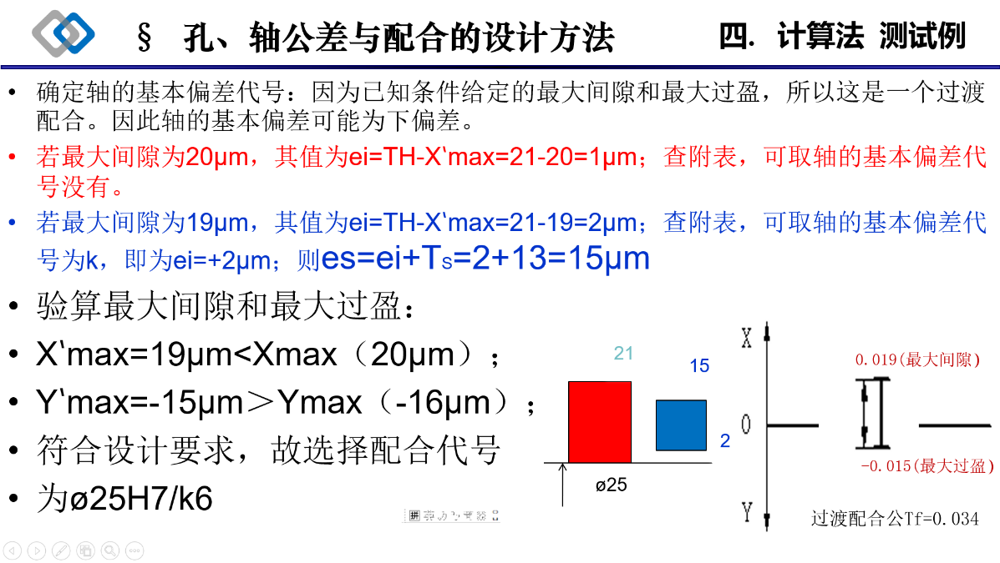 § 孔、轴公差与配合的设计方法
四. 计算法 测试例
• 确定轴的基本偏差代号：因为已知条件给定的最大间隙和最大过盈，所以这是一个过渡
配合。因此轴的基本偏差可能为下偏差。
• 若最大间隙为20μm，其值为ei=TH-X‵max=21-20=1μm；查附表，可取轴的基本偏差代
号没有。
• 若最大间隙为19μm，其值为ei=TH-X‵max=21-19=2μm；查附表，可取轴的基本偏差代
号为k，即为ei=+2μm；则es=ei+Ts=2+13=15μm
• 验算最大间隙和最大过盈：
• X‵max=19μm<Xmax（20μm）；
• Y‵max=-15μm＞Ymax（-16μm）；
• 符合设计要求，故选择配合代号
• 为ø25H7/k6
21
15
2
ø25
X
0.019(最大间隙)
0
-0.015(最大过盈)
Y
过渡配合公Tf=0.034
拼